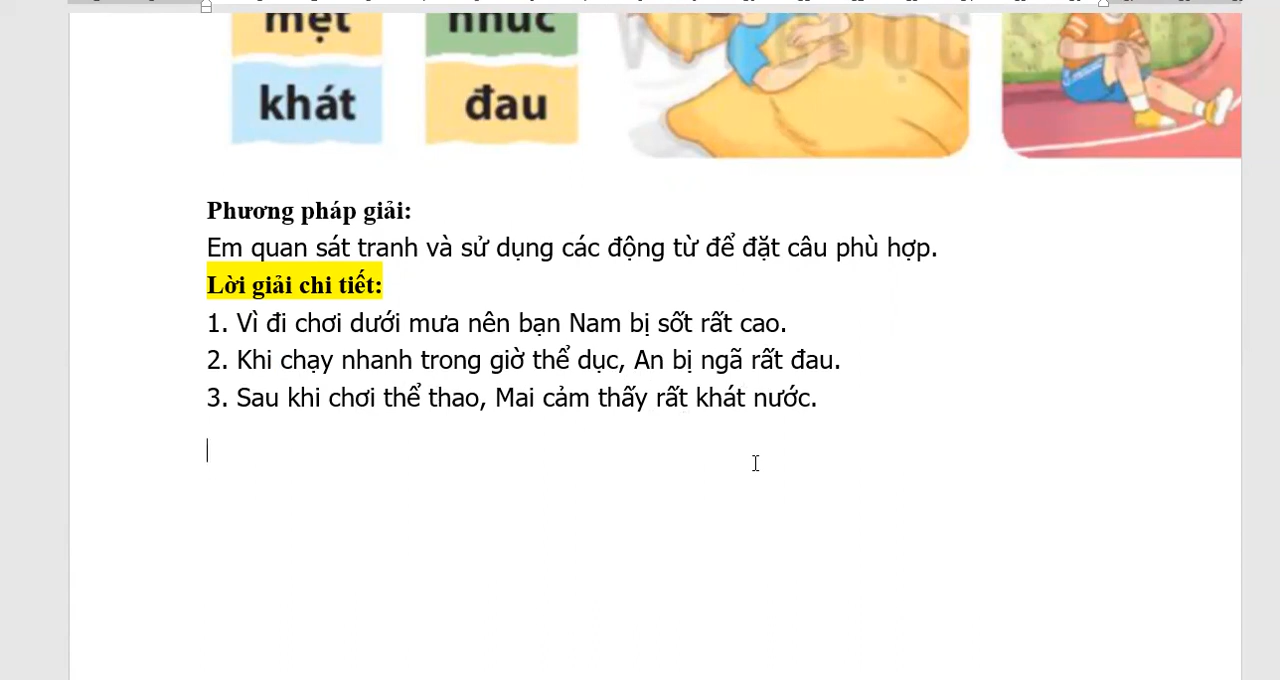 mệt nhức
khát đau
Phương pháp giải:
Em quan sát tranh và sử dụng các động từ để đặt câu phù hợp.
Lời giải chi tiết:
1. Vì đi chơi dưới mưa nên bạn Nam bị sốt rất cao.
2. Khi chạy nhanh trong giờ thể dục, An bị ngã rất đau.
3. Sau khi chơi thể thao, Mai cảm thấy rất khát nước.